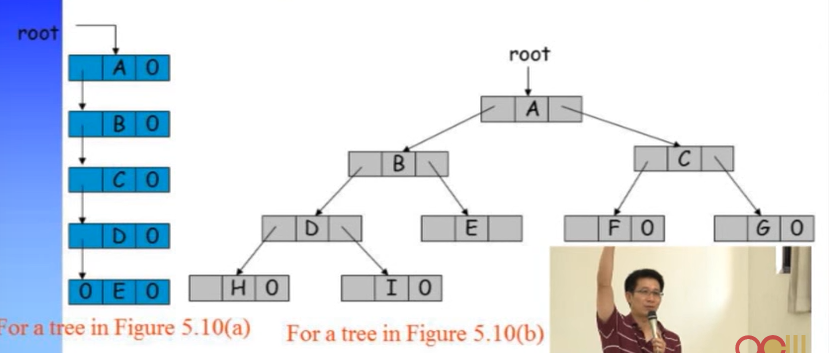 root
A 0
B 0
C 0
D 0
0 E 0
root
A
B
C
D
E
F 0
G 0
H 0
I 0
For a tree in Figure 5.10(a)
For a tree in Figure 5.10(b)